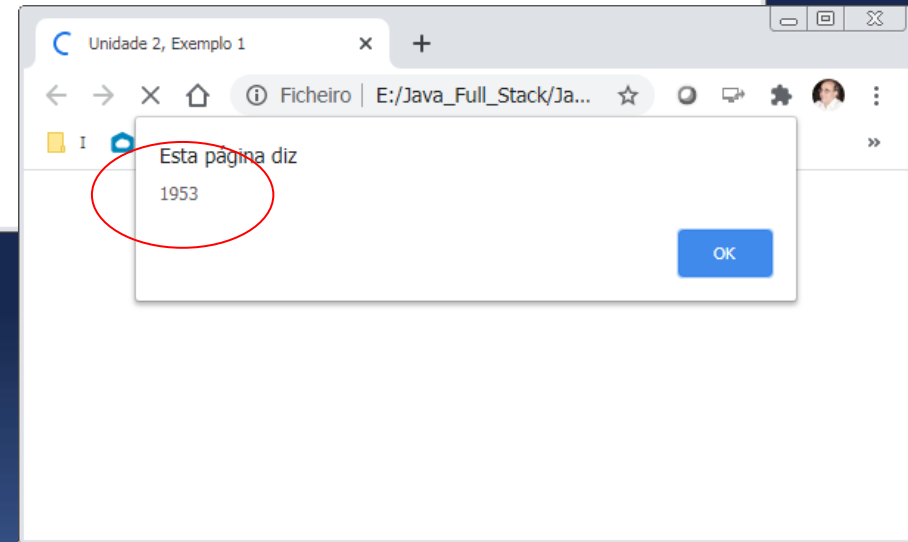 Unidade 2, Exemplo 1
Ficheiro | E:/Java_Full_Stack/Ja...
I
Esta página diz
1953
OK